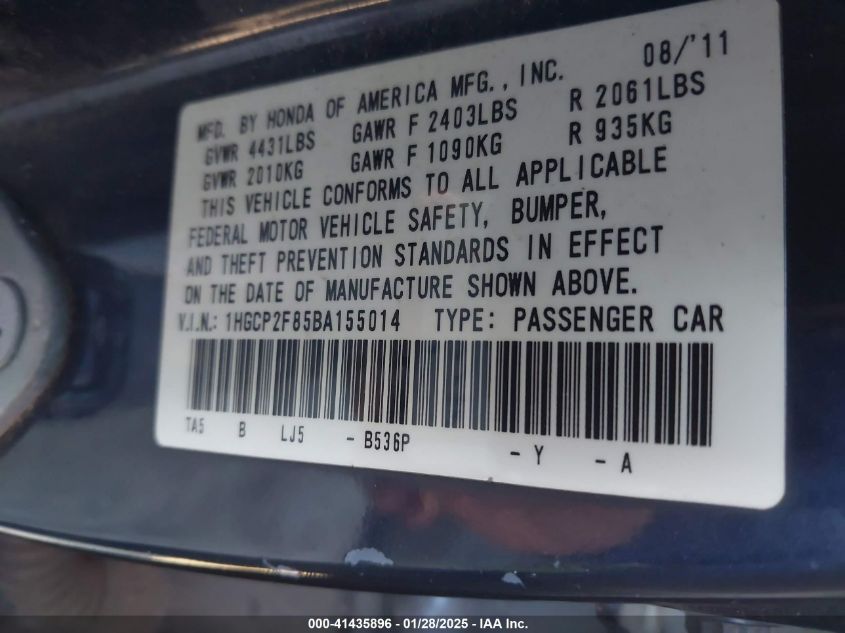 MFD. BY HONDA OF AMERICA MFG., INC. 08/'11
GVWR 4431LBS GAWR F 2403LBS R 2061LBS
GVWR 2010KG GAWR F 1090KG R 935KG
THIS VEHICLE CONFORMS TO ALL APPLICABLE
FEDERAL MOTOR VEHICLE SAFETY, BUMPER,
AND THEFT PREVENTION STANDARDS IN EFFECT
ON THE DATE OF MANUFACTURE SHOWN ABOVE.
V.I.N.: 1HGCP2F85BA155014 TYPE: PASSENGER CAR
TA5 B LJ5 - B536P - Y - A
000-41435896 - 01/28/2025 - IAA Inc.